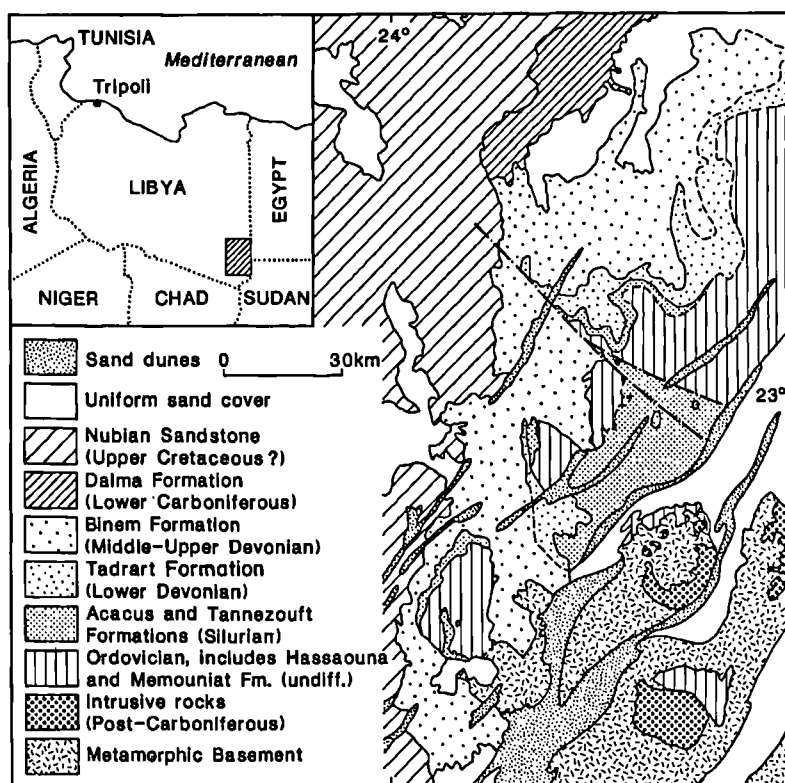 TUNISIA
Mediterranean
Tripoli
ALGERIA
LIBYA
EGYPT
NIGER
CHAD
SUDAN
24°
23°
Sand dunes
0 30km
Uniform sand cover
Nubian Sandstone
(Upper Cretaceous?)
Dalma Formation
(Lower Carboniferous)
Binem Formation
(Middle-Upper Devonian)
Tadrart Formation
(Lower Devonian)
Acacus and Tannezouft
Formations (Silurian)
Ordovician, includes Hassaouna
and Memouniat Fm. (undiff.)
Intrusive rocks
(Post-Carboniferous)
Metamorphic Basement